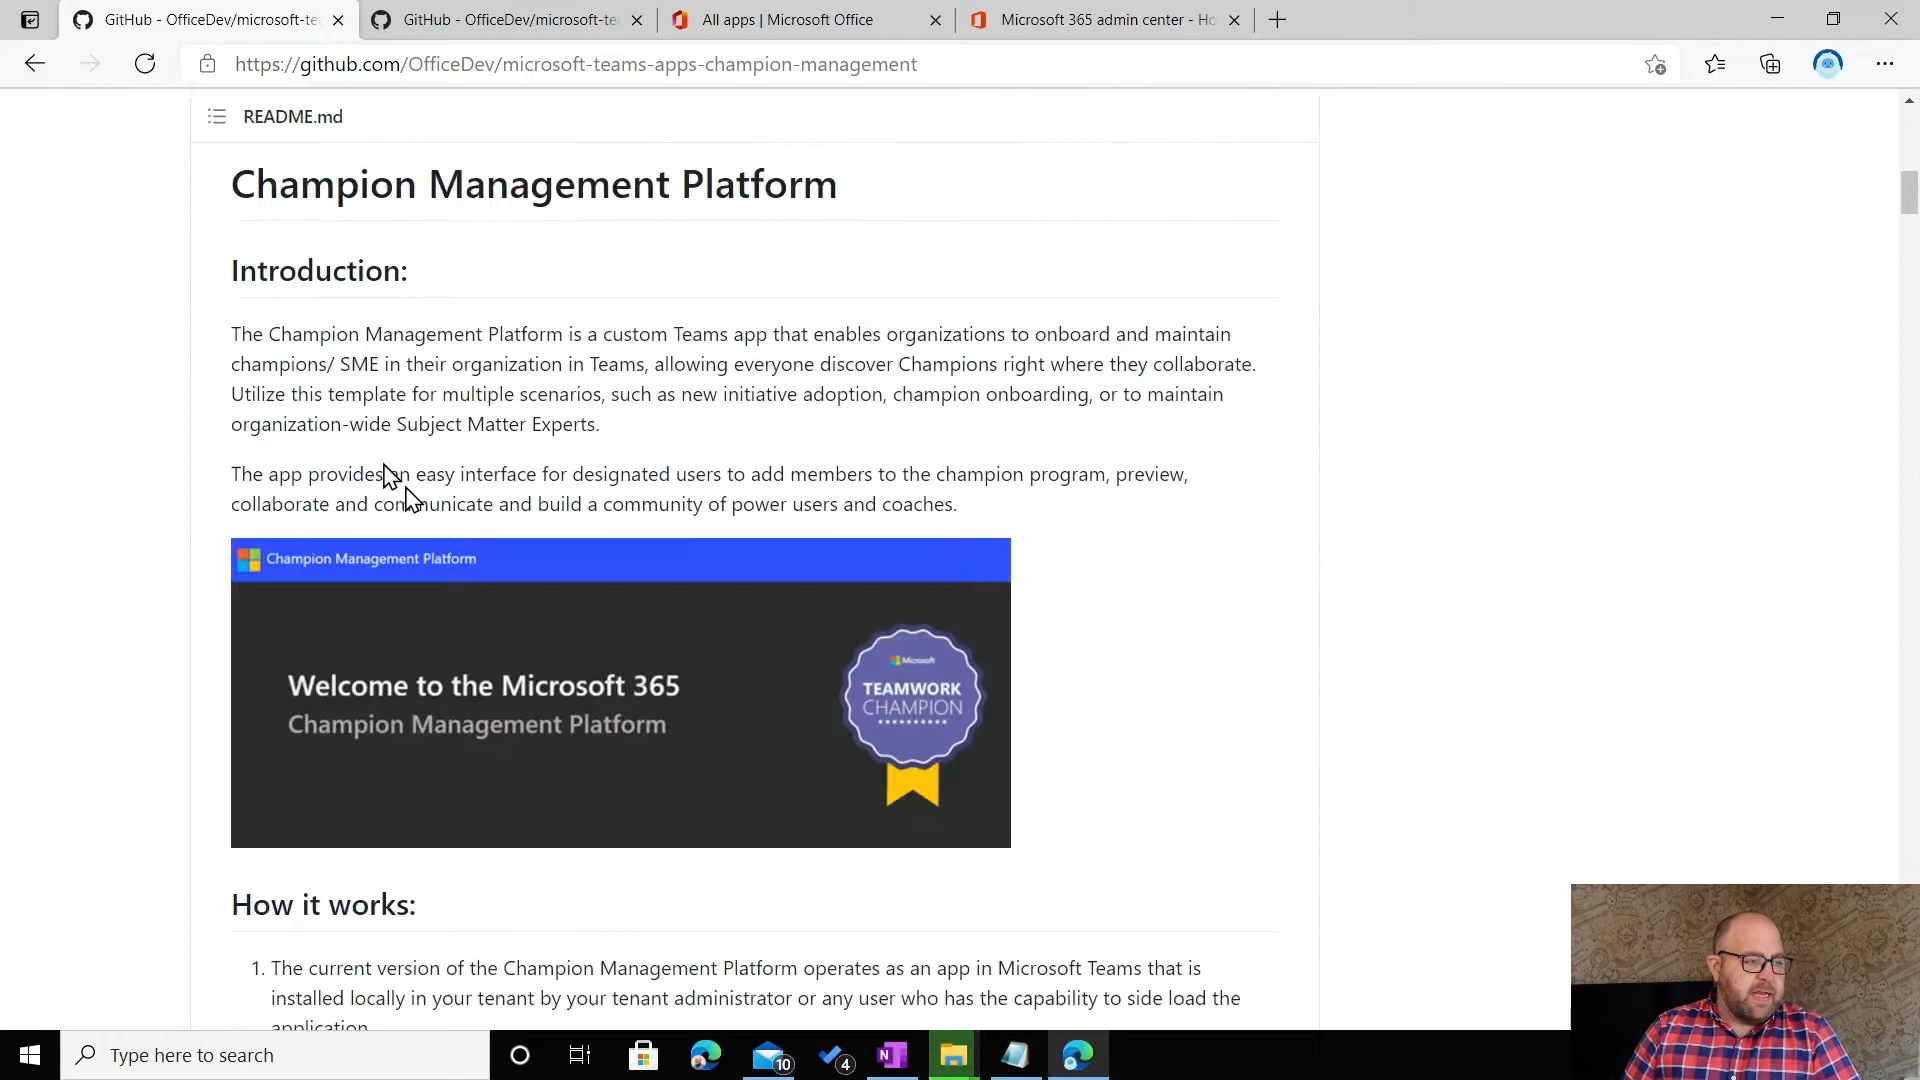 GitHub - OfficeDev/microsoft-te
GitHub - OfficeDev/microsoft-te
All apps | Microsoft Office
Microsoft 365 admin center - Ho
https://github.com/OfficeDev/microsoft-teams-apps-champion-management
README.md
Champion Management Platform
Introduction:
The Champion Management Platform is a custom Teams app that enables organizations to onboard and maintain
champions/ SME in their organization in Teams, allowing everyone discover Champions right where they collaborate.
Utilize this template for multiple scenarios, such as new initiative adoption, champion onboarding, or to maintain
organization-wide Subject Matter Experts.
The app provides an easy interface for designated users to add members to the champion program, preview,
collaborate and communicate and build a community of power users and coaches.
Champion Management Platform
Welcome to the Microsoft 365
Champion Management Platform
Microsoft
TEAMWORK
CHAMPION
How it works:
1. The current version of the Champion Management Platform operates as an app in Microsoft Teams that is
installed locally in your tenant by your tenant administrator or any user who has the capability to side load the
application.
Type here to search
10
4
N